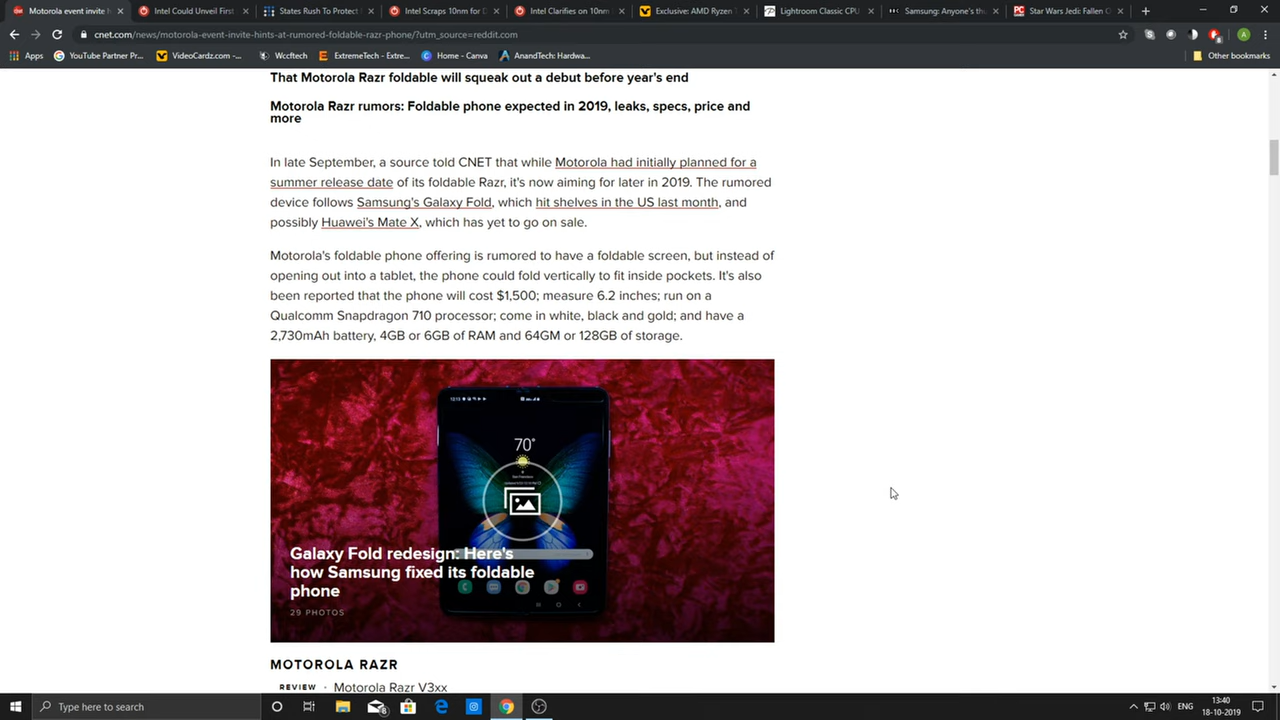 Motorola event invite h
Intel Could Unveil First
States Rush To Protect
Intel Scraps 10nm for D
Intel Clarifies on 10nm
Exclusive: AMD Ryzen
Lightroom Classic CPU
Samsung: Anyone's th
Star Wars Jedi: Fallen O
cnet.com/news/motorola-event-invite-hints-at-rumored-foldable-razr-phone/?utm_source=reddit.com
Apps
YouTube Partner Pr...
VideoCardz.com -...
Wccftech
ExtremeTech - Extre...
Home - Canva
AnandTech: Hardwa...
Other bookmarks
That Motorola Razr foldable will squeak out a debut before year's end
Motorola Razr rumors: Foldable phone expected in 2019, leaks, specs, price and
more
In late September, a source told CNET that while Motorola had initially planned for a
summer release date of its foldable Razr, it's now aiming for later in 2019. The rumored
device follows Samsung's Galaxy Fold, which hit shelves in the US last month, and
possibly Huawei's Mate X, which has yet to go on sale.
Motorola's foldable phone offering is rumored to have a foldable screen, but instead of
opening out into a tablet, the phone could fold vertically to fit inside pockets. It's also
been reported that the phone will cost $1,500; measure 6.2 inches; run on a
Qualcomm Snapdragon 710 processor; come in white, black and gold; and have a
2,730mAh battery, 4GB or 6GB of RAM and 64GM or 128GB of storage.
70°
Galaxy Fold redesign: Here's
how Samsung fixed its foldable
phone
29 PHOTOS
MOTOROLA RAZR
REVIEW · Motorola Razr V3xx
Type here to search
ENG
13:40
18-10-2019